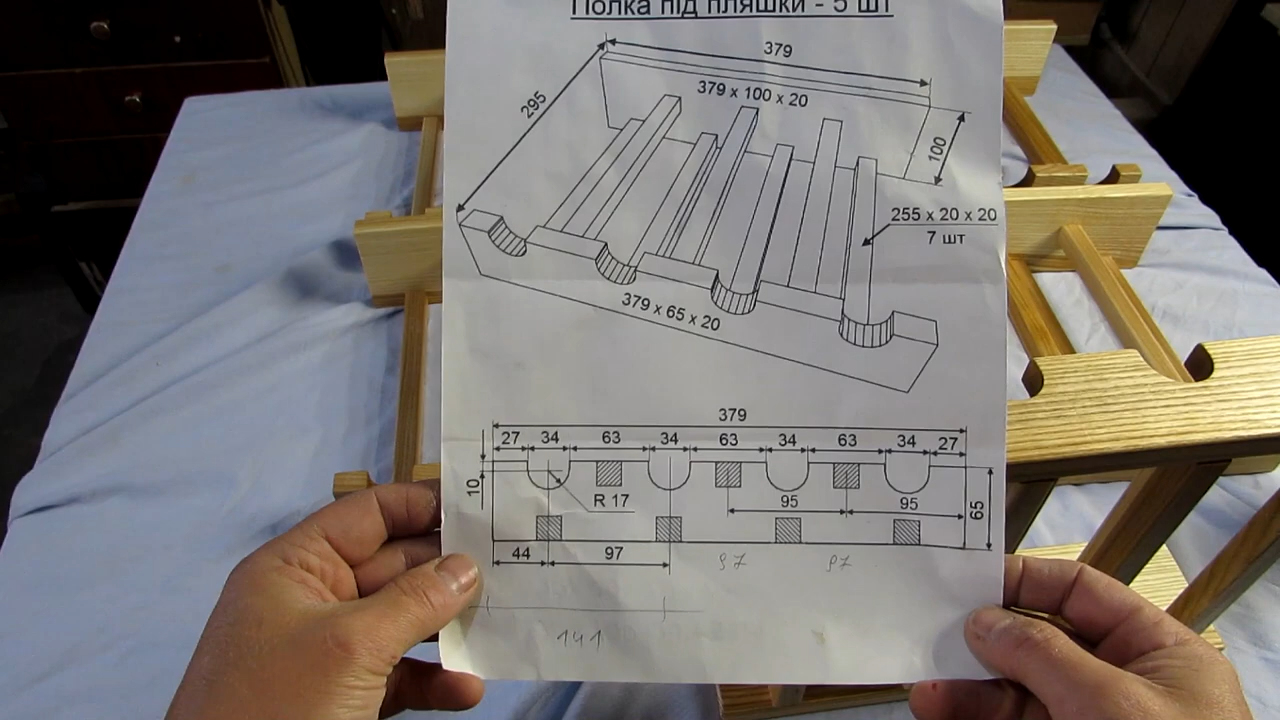 Полка під пляшки - 5 шт
379
295
379 х 100 х 20
100
255 х 20 х 20
7 шт
379 х 65 х 20
379
27 34 63 34 63 34 63 34 27
10
R 17
95 95
65
44 97 97 97
141